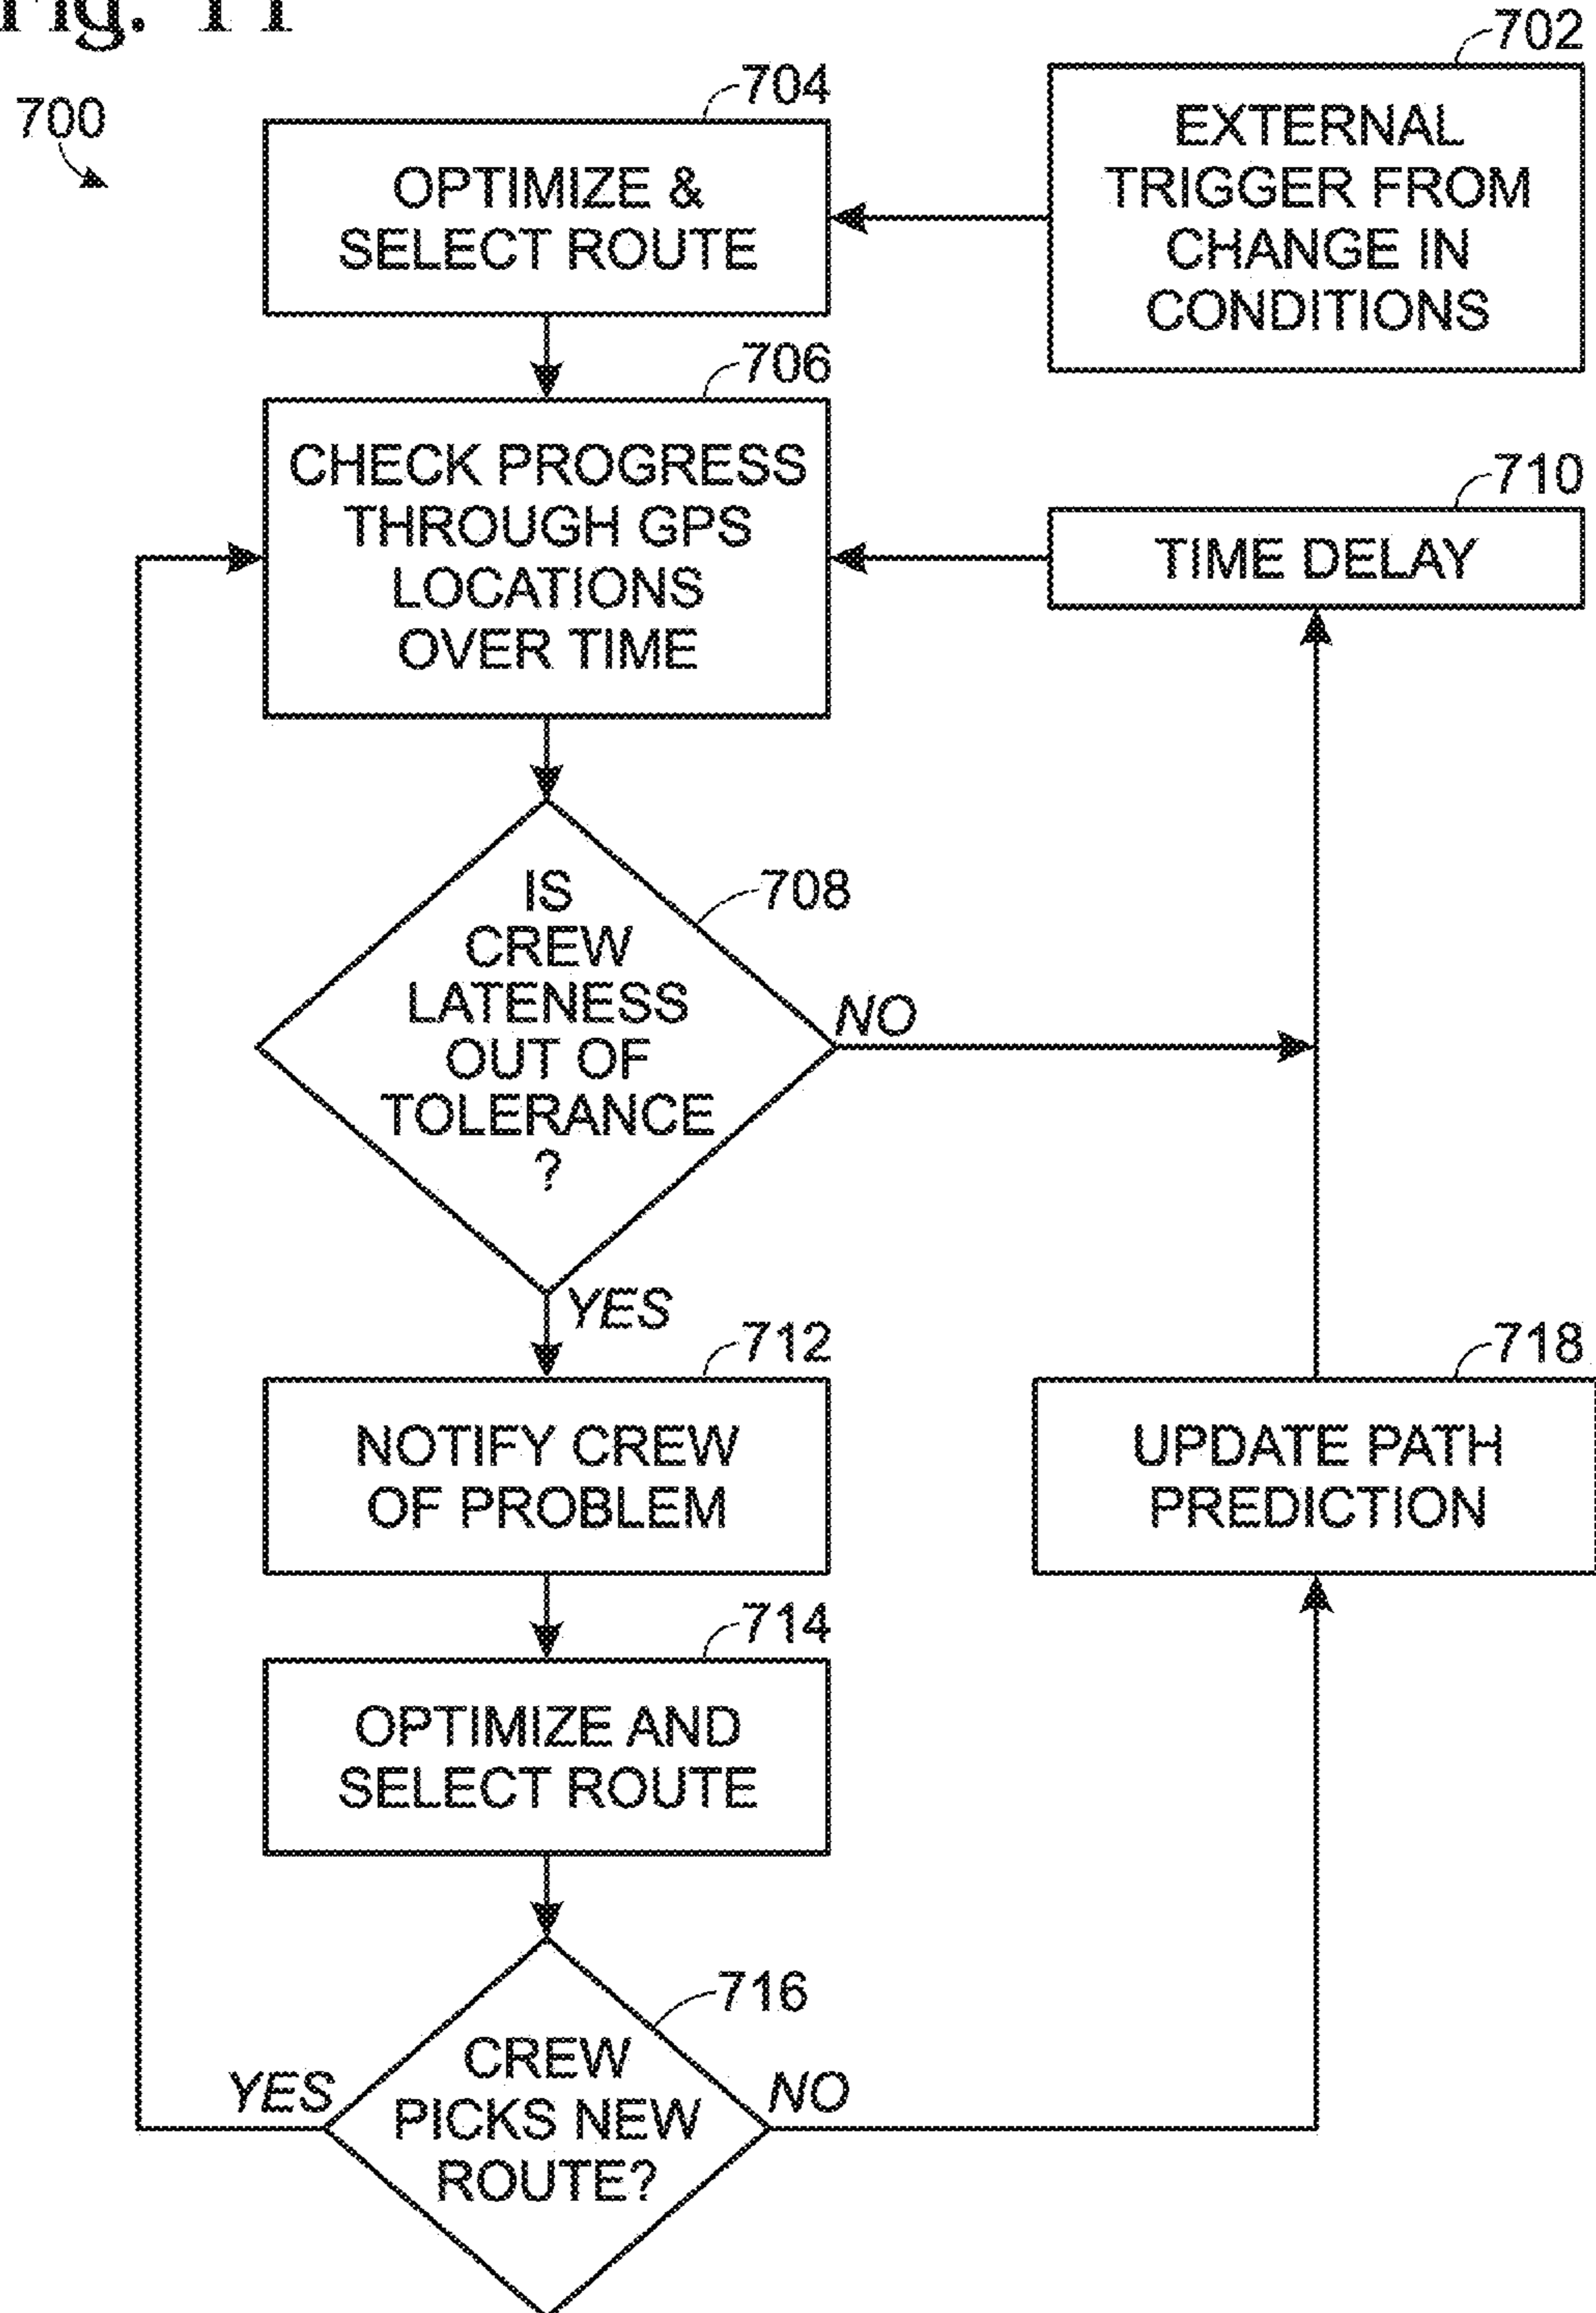 Fig. 11
700
702
EXTERNAL
TRIGGER FROM
CHANGE IN
CONDITIONS
704
OPTIMIZE &
SELECT ROUTE
706
CHECK PROGRESS
THROUGH GPS
LOCATIONS
OVER TIME
710
TIME DELAY
708
IS
CREW
LATENESS
OUT OF
TOLERANCE
?
NO
YES
712
NOTIFY CREW
OF PROBLEM
718
UPDATE PATH
PREDICTION
714
OPTIMIZE AND
SELECT ROUTE
716
CREW
PICKS NEW
ROUTE?
YES
NO